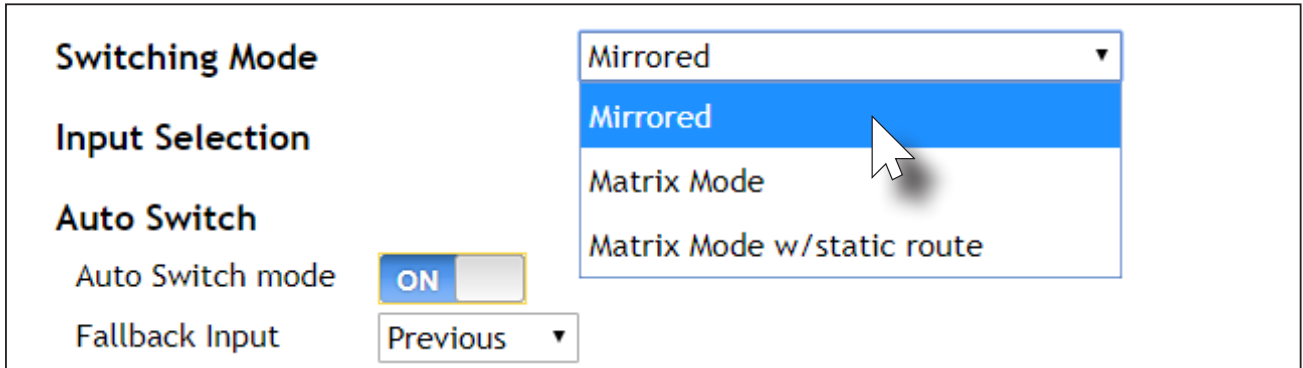 Switching Mode
Mirrored
Mirrored
Input Selection
Matrix Mode
Matrix Mode w/static route
Auto Switch
Auto Switch mode
ON
Fallback Input
Previous